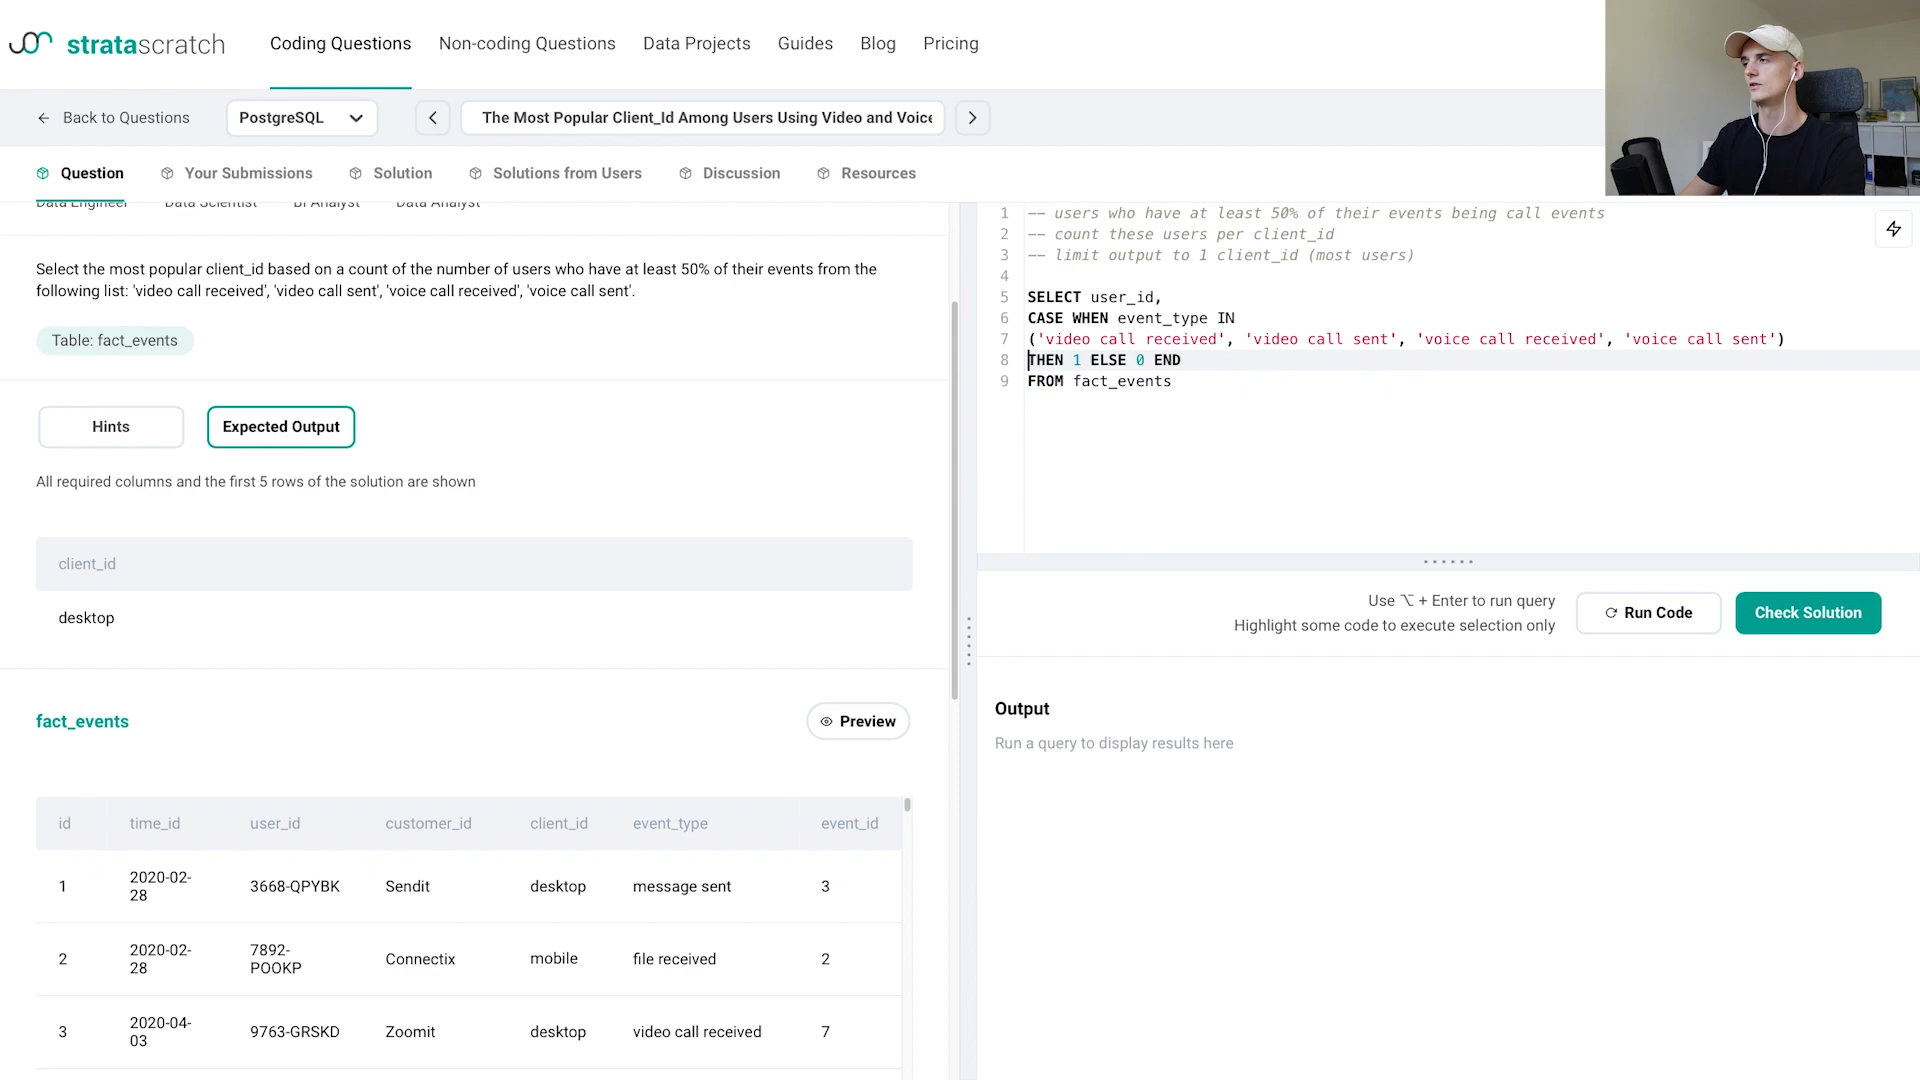 stratascratch
Coding Questions
Non-coding Questions
Data Projects
Guides
Blog
Pricing
Back to Questions
PostgreSQL
The Most Popular Client_Id Among Users Using Video and Voice
Question
Your Submissions
Solution
Solutions from Users
Discussion
Resources
Data Engineer
Data Scientist
BI Analyst
Data Analyst
Select the most popular client_id based on a count of the number of users who have at least 50% of their events from the
following list: 'video call received', 'video call sent', 'voice call received', 'voice call sent'.
Table: fact_events
Hints
Expected Output
All required columns and the first 5 rows of the solution are shown
client_id
desktop
fact_events
Preview
id time_id user_id customer_id client_id event_type event_id
1 2020-02-28 3668-QPYBK Sendit desktop message sent 3
2 2020-02-28 7892-POOKP Connectix mobile file received 2
3 2020-04-03 9763-GRSKD Zoomit desktop video call received 7
1 -- users who have at least 50% of their events being call events
2 -- count these users per client_id
3 -- limit output to 1 client_id (most users)
4
5 SELECT user_id,
6 CASE WHEN event_type IN
7 ('video call received', 'video call sent', 'voice call received', 'voice call sent')
8 THEN 1 ELSE 0 END
9 FROM fact_events
Use ⌥ + Enter to run query
Highlight some code to execute selection only
Run Code
Check Solution
Output
Run a query to display results here